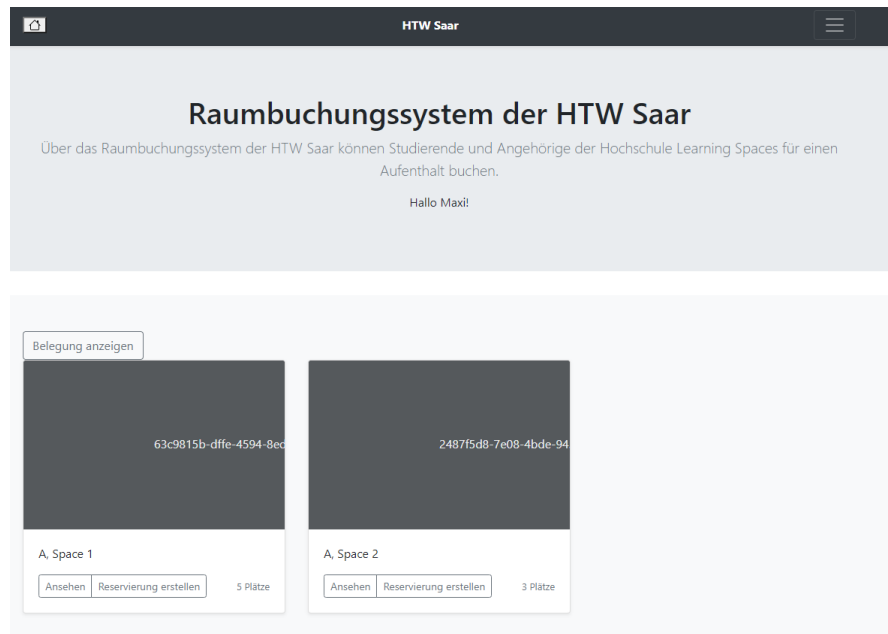 HTW Saar
Raumbuchungssystem der HTW Saar
Über das Raumbuchungssystem der HTW Saar können Studierende und Angehörige der Hochschule Learning Spaces für einen
Aufenthalt buchen.
Hallo Maxi!
Belegung anzeigen
63c9815b-dffe-4594-8ed
2487f5d8-7e08-4bde-94
A, Space 1
A, Space 2
Ansehen Reservierung erstellen 5 Plätze
Ansehen Reservierung erstellen 3 Plätze